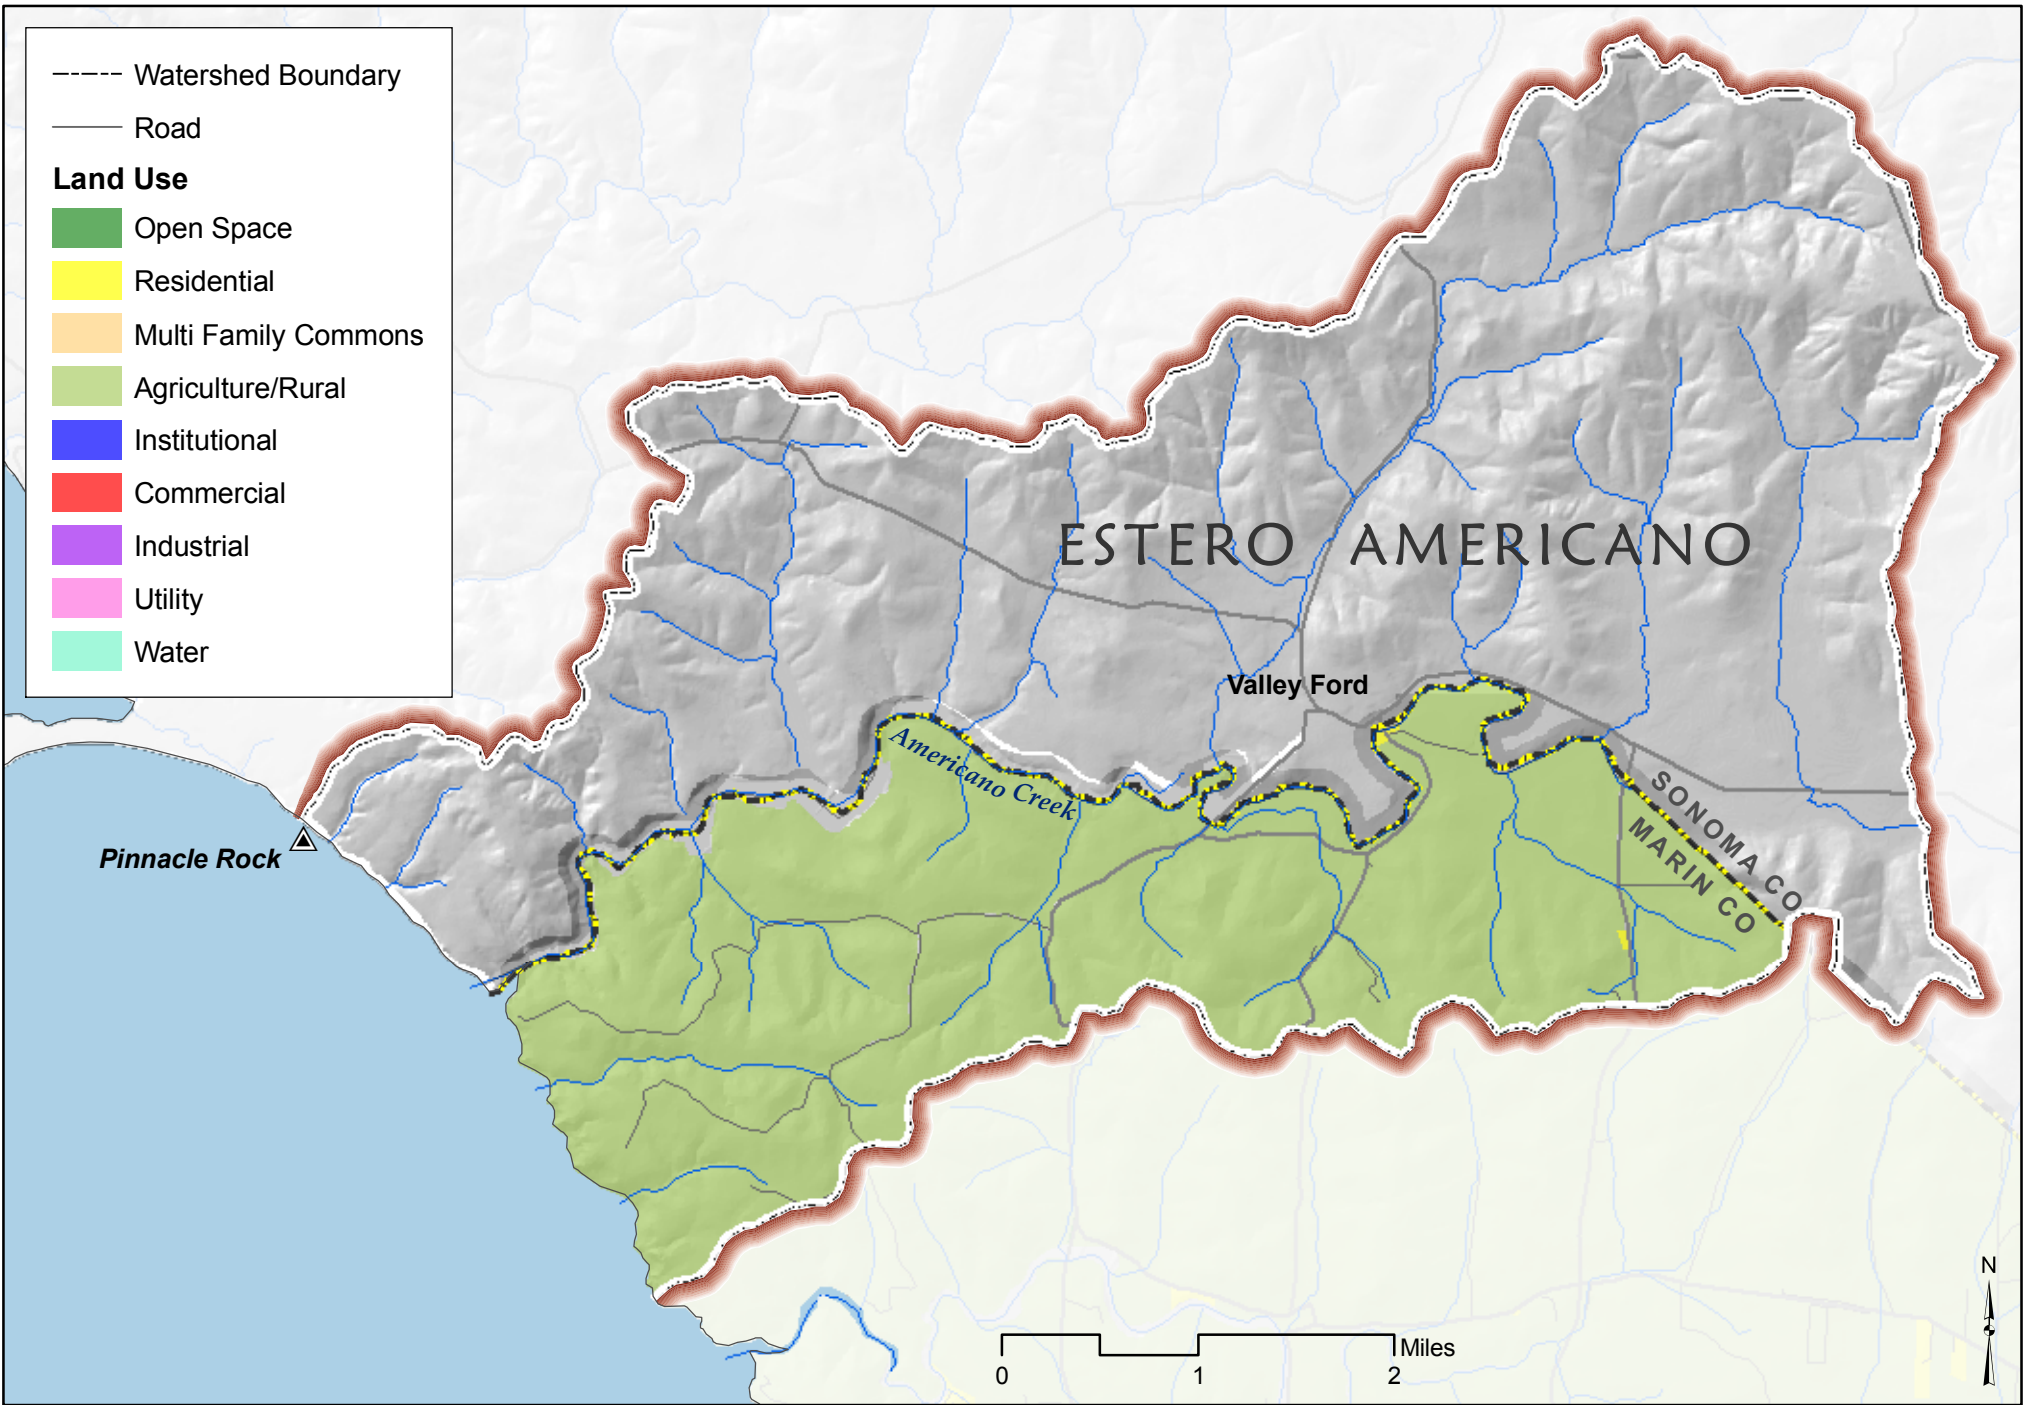 Watershed Boundary
Road
Land Use
Open Space
Residential
Multi Family Commons
Agriculture/Rural
Institutional
Commercial
Industrial
Utility
Water
ESTERO AMERICANO
Valley Ford
Americano Creek
SONOMA CO
MARIN CO
Pinnacle Rock
N
Miles
0 1 2